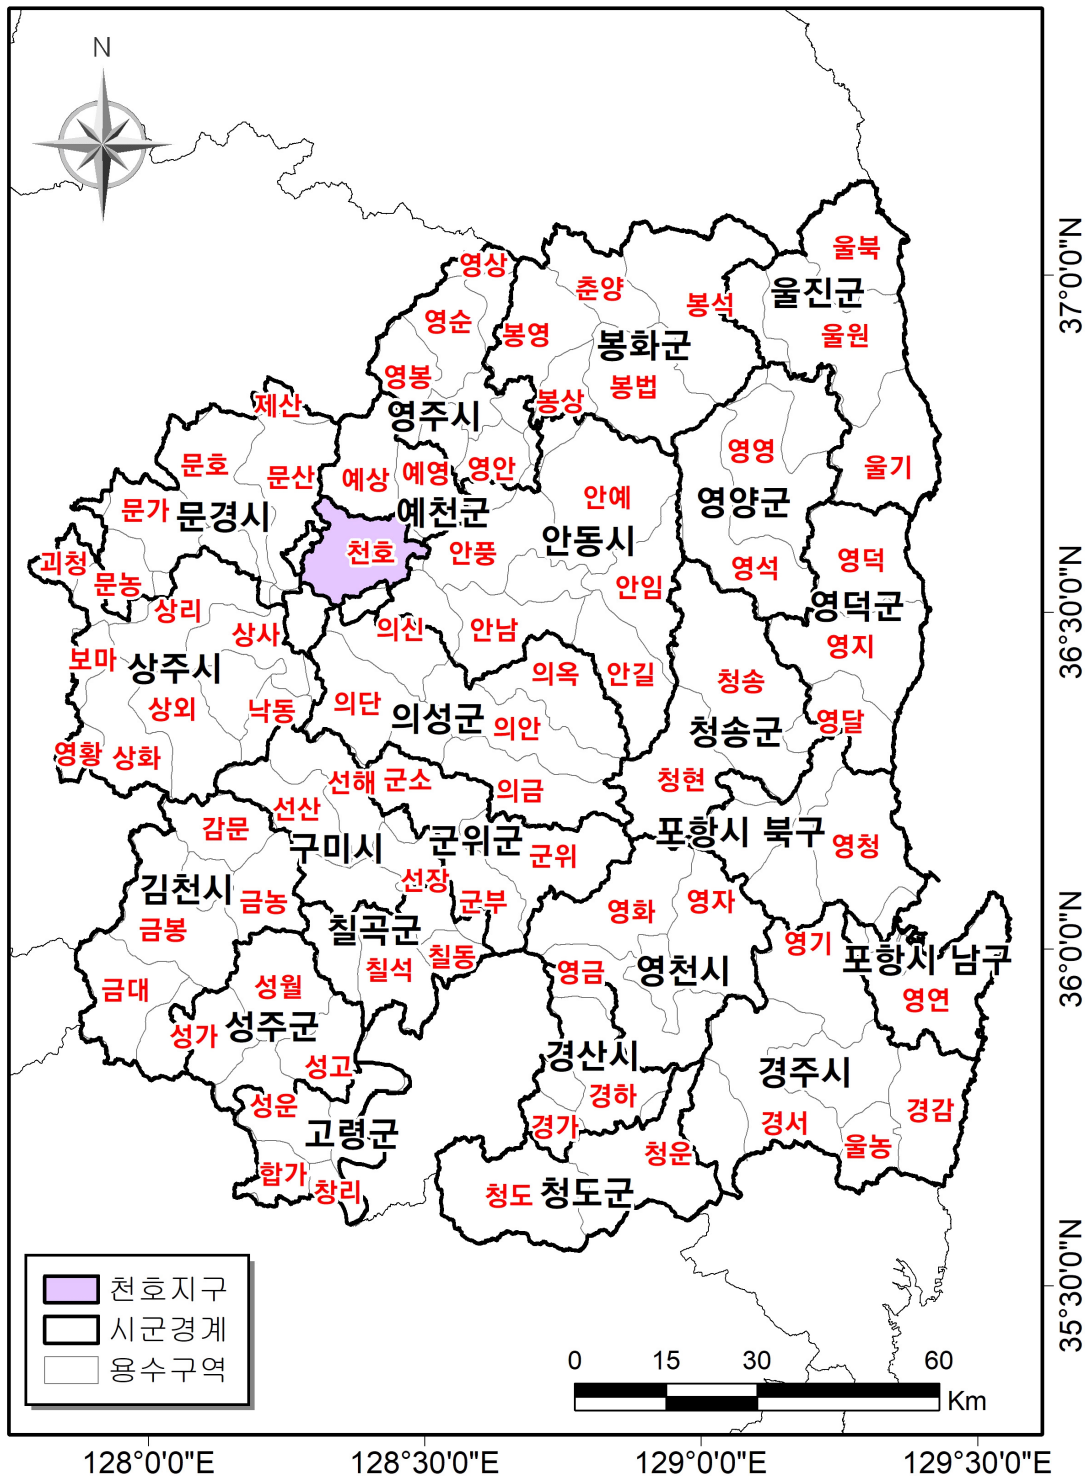 N
울북
37°0'0"N
영상
춘양
울진군
봉석
영순
봉영
울원
봉화군
영봉
봉법
제산
봉상
영주시
영영
문호
문산
예상
예영
영안
울기
안예
영양군
문가
문경시
예천군
안동시
천호
안풍
괴청
문농
영석
영덕
안임
상리
영덕군
36°30'0"N
상사
의신
안남
영지
보마
상주시
의옥
안길
청송
상외
낙동
의단
의성군
의안
청송군
영달
영황
상화
선해
군소
의금
청현
선산
감문
구미시
군위군
포항시 북구
군위
영청
김천시
선장
금농
군부
영화
영자
금봉
칠곡군
36°0'0"N
영기
칠동
칠석
영금
영천시
포항시 남구
금대
성월
영연
성가
성주군
경산시
경주시
성고
경하
성운
경감
고령군
경가
경서
울농
청운
합가
창리
청도
청도군
35°30'0"N
천호지구
시군경계
용수구역
0 15 30 60
Km
128°0'0"E 128°30'0"E 129°0'0"E 129°30'0"E